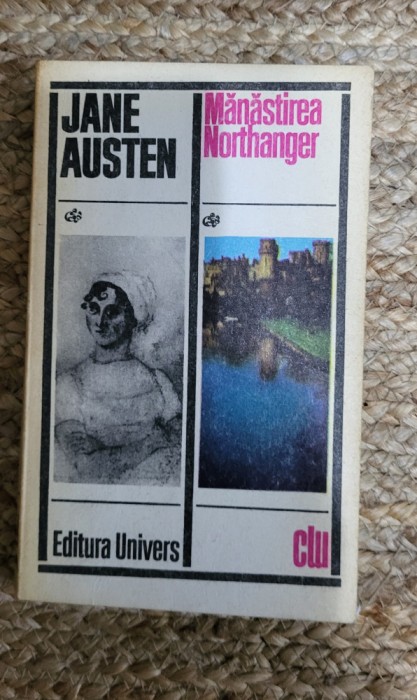 JANE
AUSTEN
Mănăstirea
Northanger
Editura Univers
clu